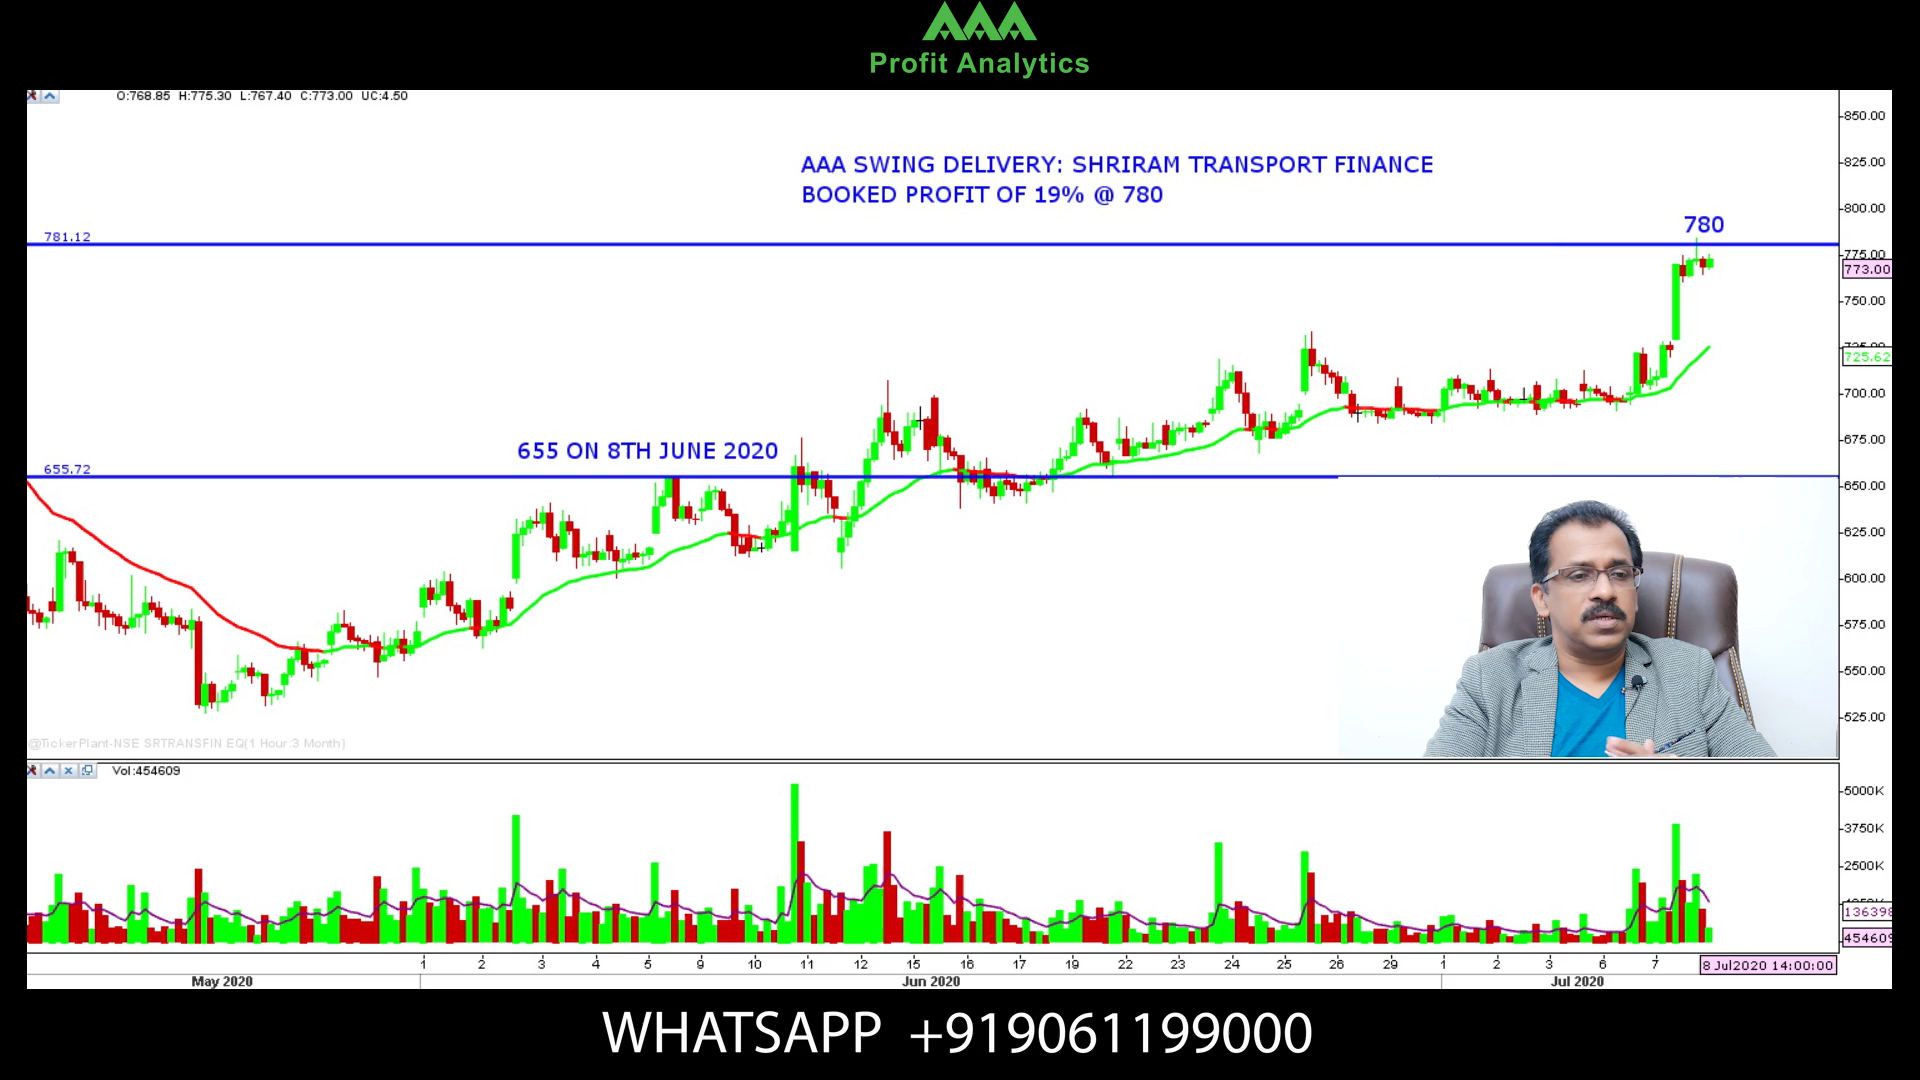 AAA
Profit Analytics
O:768.85 H:775.30 L:767.40 C:773.00 UC:4.50
850.00
AAA SWING DELIVERY: SHRIRAM TRANSPORT FINANCE
825.00
BOOKED PROFIT OF 19% @ 780
800.00
780
781.12
775.00
773.00
750.00
725.62
700.00
675.00
655 ON 8TH JUNE 2020
655.72
650.00
625.00
600.00
575.00
550.00
525.00
@TickerPlant-NSE SRTRANSFIN EQ(1 Hour:3 Month)
Vol:454609
5000K
3750K
2500K
136398
454609
1 2 3 4 5 9 10 11 12 15 16 17 19 22 23 24 25 26 29 1 2 3 6 7 8 Jul2020 14:00:00
May 2020 Jun 2020 Jul 2020
WHATSAPP +919061199000